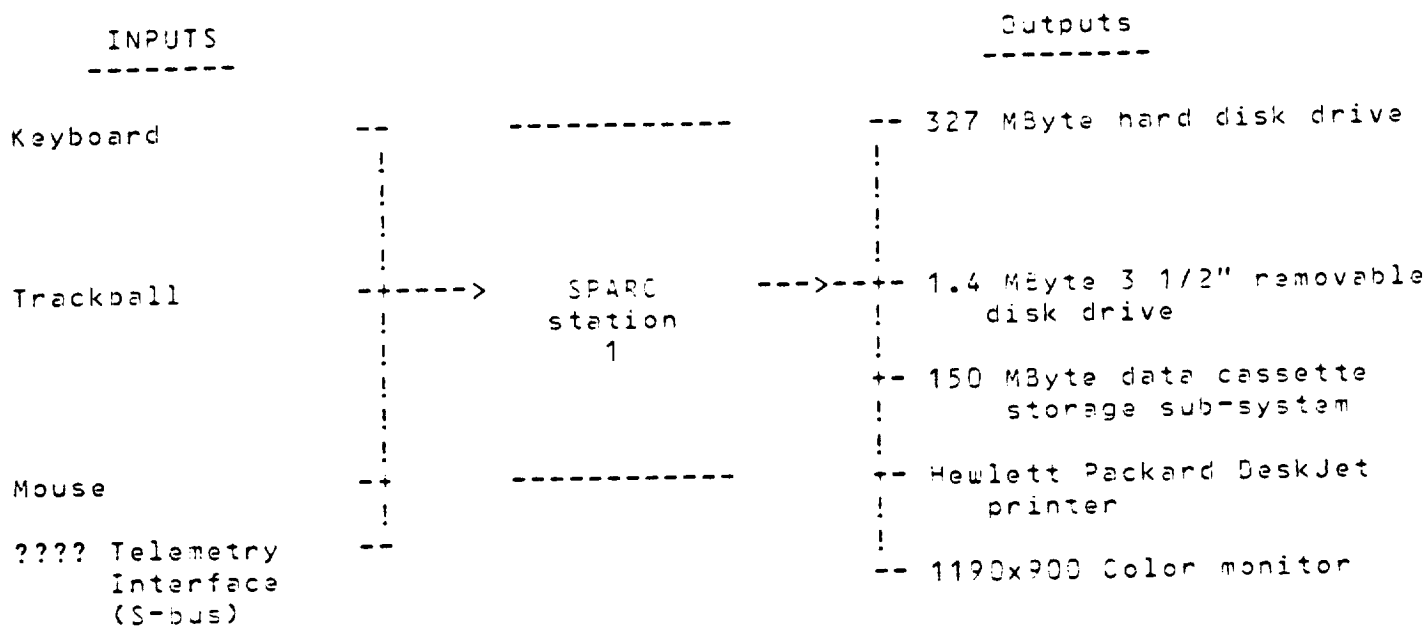 INPUTS
Outputs
Keyboard
327 MByte hard disk drive
Trackball
SPARC
station
1
1.4 MByte 3 1/2" removable
disk drive
150 MByte data cassette
storage sub-system
Mouse
Hewlett Packard DeskJet
printer
???? Telemetry
Interface
(S-bus)
1190x900 Color monitor